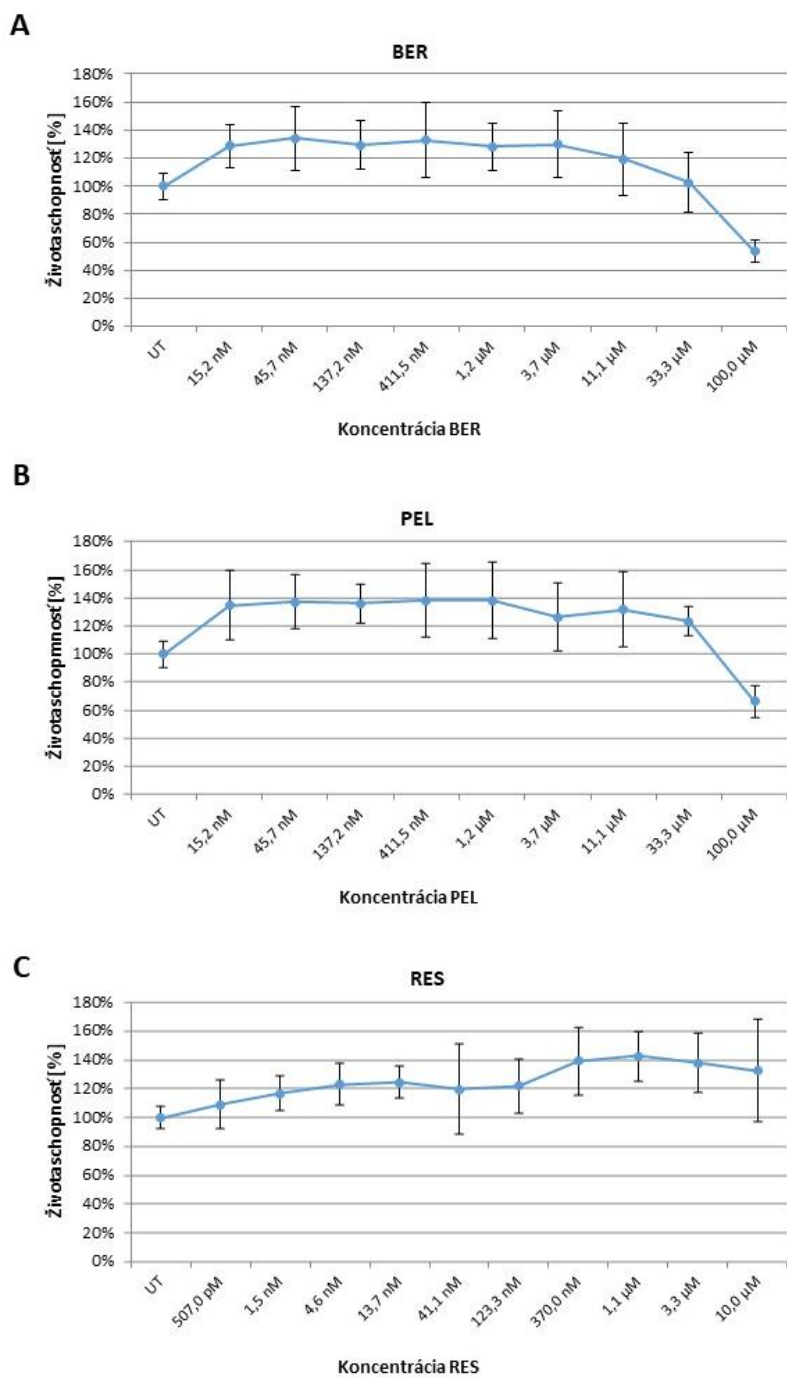 A
BER
Životaschopnosť [%]
180%
160%
140%
120%
100%
80%
60%
40%
20%
0%
UT
15,2 nM
45,7 nM
137,2 nM
411,5 nM
1,2 µM
3,7 µM
11,1 µM
33,3 µM
100,0 µM
Koncentrácia BER
B
PEL
Životaschopmnosť [%]
180%
160%
140%
120%
100%
80%
60%
40%
20%
0%
UT
15,2 nM
45,7 nM
137,2 nM
411,5 nM
1,2 µM
3,7 µM
11,1 µM
33,3 µM
100,0 µM
Koncentrácia PEL
C
RES
Životaschopnosť [%]
180%
160%
140%
120%
100%
80%
60%
40%
20%
0%
UT
507,0 pM
1,5 nM
4,6 nM
13,7 nM
41,1 nM
123,3 nM
370,0 nM
1,1 µM
3,3 µM
10,0 µM
Koncentrácia RES